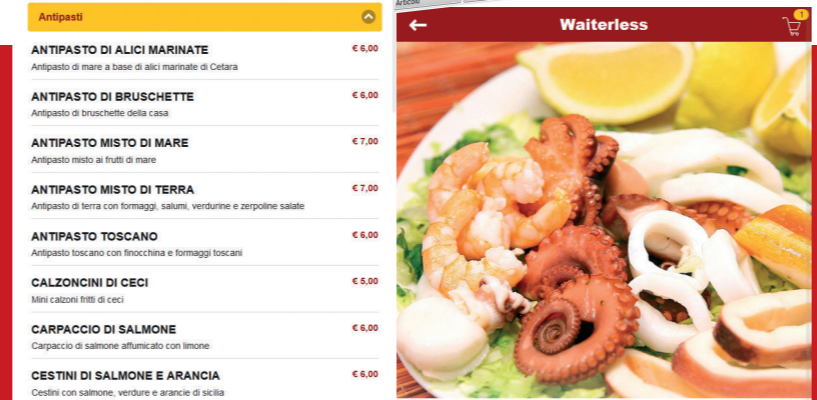 Antipasti
ANTIPASTO DI ALICI MARINATE € 6,00
Antipasto di mare a base di alici marinate di Cetara
ANTIPASTO DI BRUSCHETTE € 6,00
Antipasto di bruschette della casa
ANTIPASTO MISTO DI MARE € 7,00
Antipasto misto ai frutti di mare
ANTIPASTO MISTO DI TERRA € 7,00
Antipasto di terra con formaggi, salumi, verdurine e zerpoline salate
ANTIPASTO TOSCANO € 6,00
Antipasto toscano con finocchina e formaggi toscani
CALZONCINI DI CECI € 5,00
Mini calzoni fritti di ceci
CARPACCIO DI SALMONE € 6,00
Carpaccio di salmone affumicato con limone
CESTINI DI SALMONE E ARANCIA € 6,00
Cestini con salmone, verdure e arancie di sicilia
Articolo
Waiterless
1